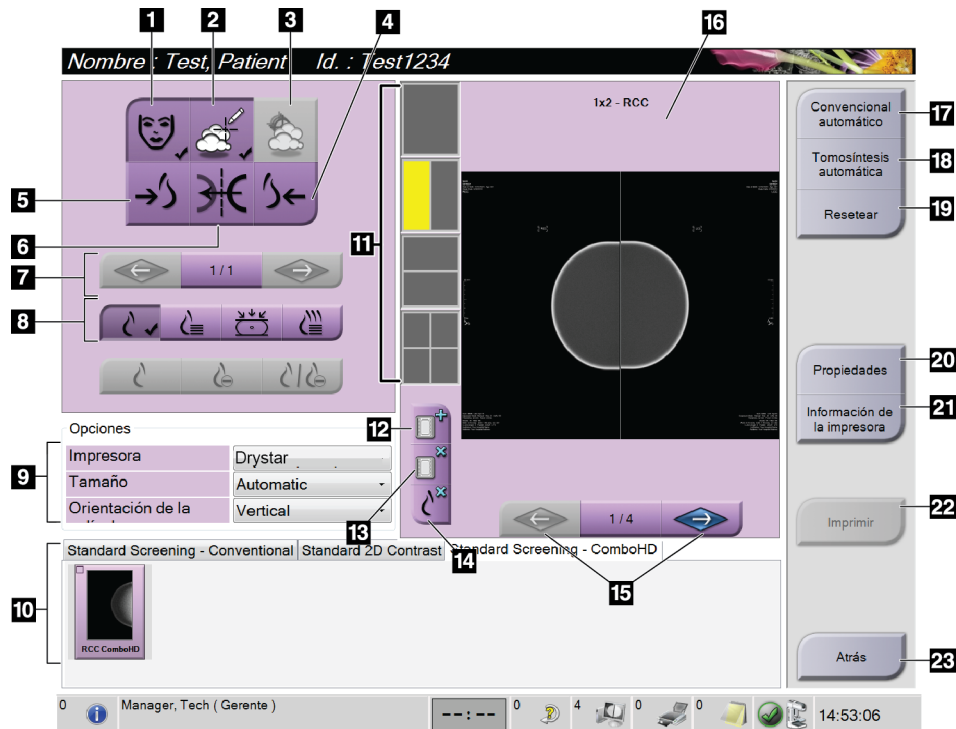 1
2
3
4
Nombre : Test, Patient Id. : Test1234
5
6
7
1/1
8
Opciones
Impresora
Drystar
9
Tamaño
Automatic
Orientación de la
Vertical
11
1x2 - RCC
16
12
13
14
1/4
15
10
Standard Screening - Conventional
Standard 2D Contrast
Standard Screening - ComboHD
RCC ComboHD
Convencional
automático
17
Tomosíntesis
automática
18
Resetear
19
Propiedades
20
Información de
la impresora
21
Imprimir
22
Atrás
23
0
Manager, Tech ( Gerente )
--:--
0
4
0
0
14:53:06